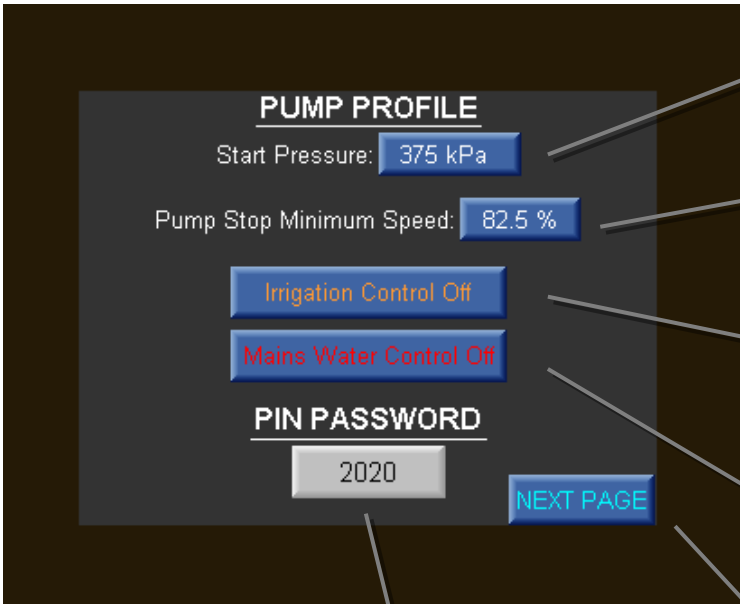 PUMP PROFILE
Start Pressure: 375 kPa
Pump Stop Minimum Speed: 82.5 %
Irrigation Control Off
Mains Water Control Off
PIN PASSWORD
2020
NEXT PAGE